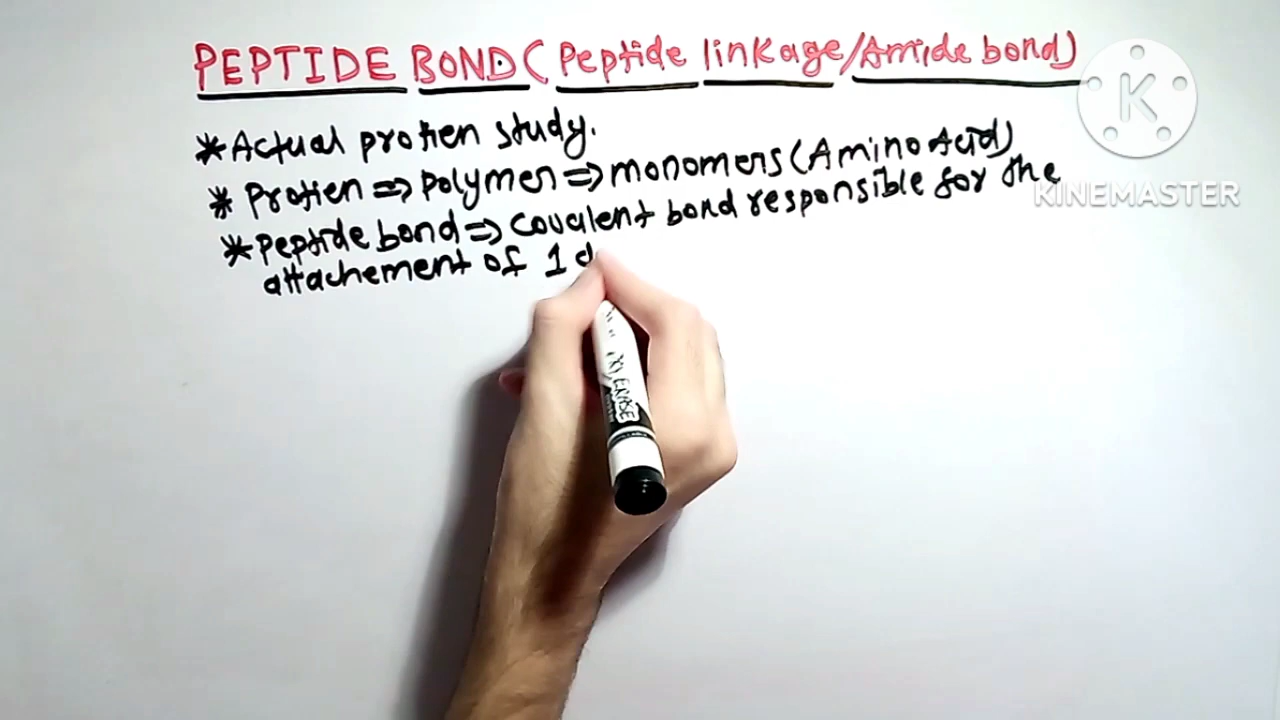 PEPTIDE BOND ( Peptide linkage/Amide bond)
* Actual protien study.
* Protien ⇒ Polymer ⇒ monomers (Amino Acid)
* Peptide bond ⇒ covalent bond responsible for the
attachement of 1
K
KINEMASTER
(X) ERASE